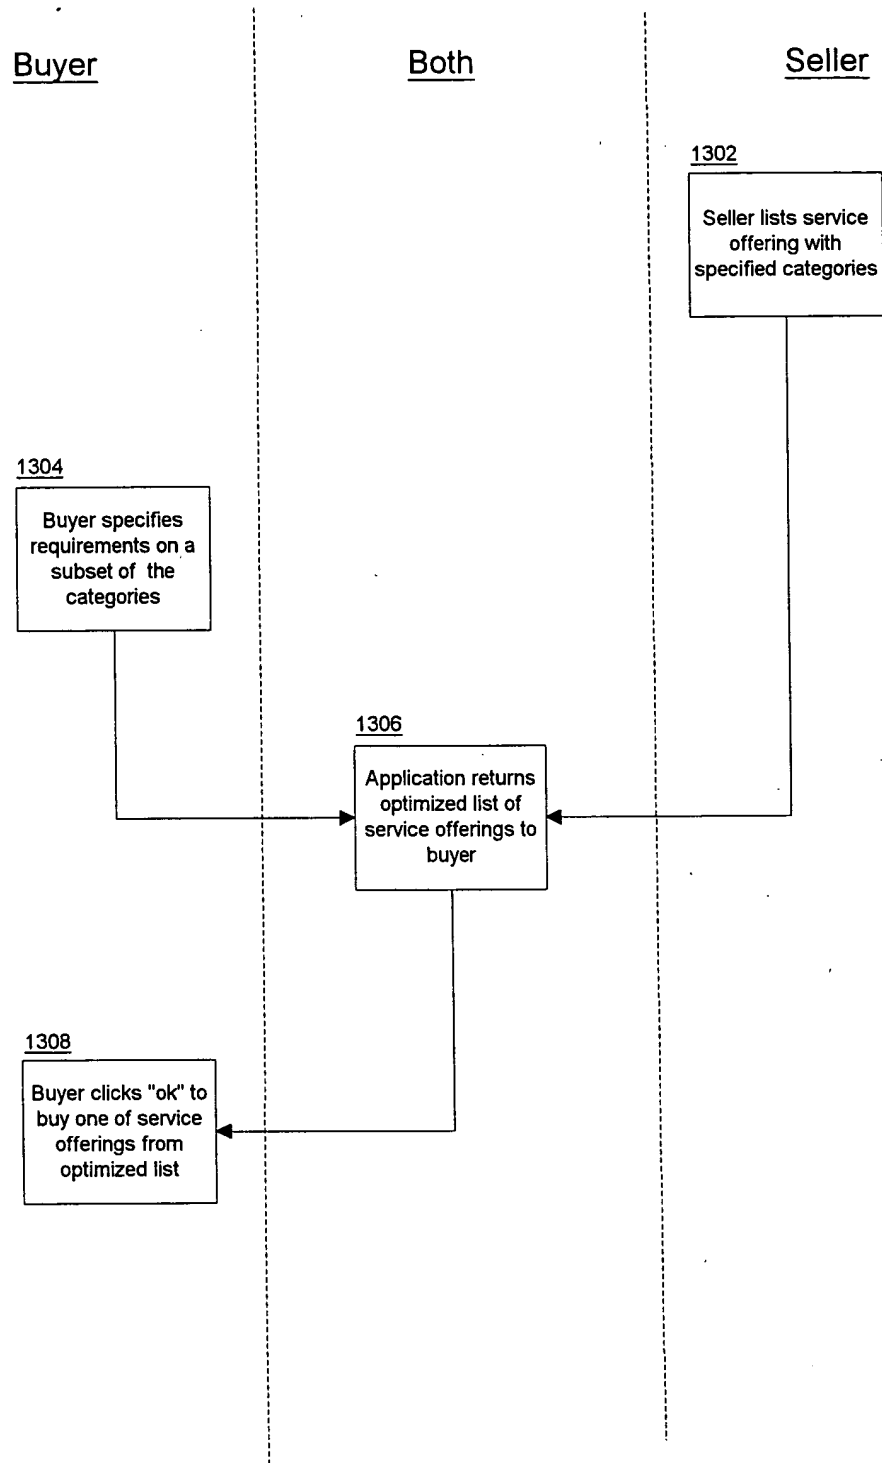 Buyer
Both
Seller
1302
Seller lists service
offering with
specified categories
1304
Buyer specifies
requirements on a
subset of the
categories
1306
Application returns
optimized list of
service offerings to
buyer
1308
Buyer clicks "ok" to
buy one of service
offerings from
optimized list